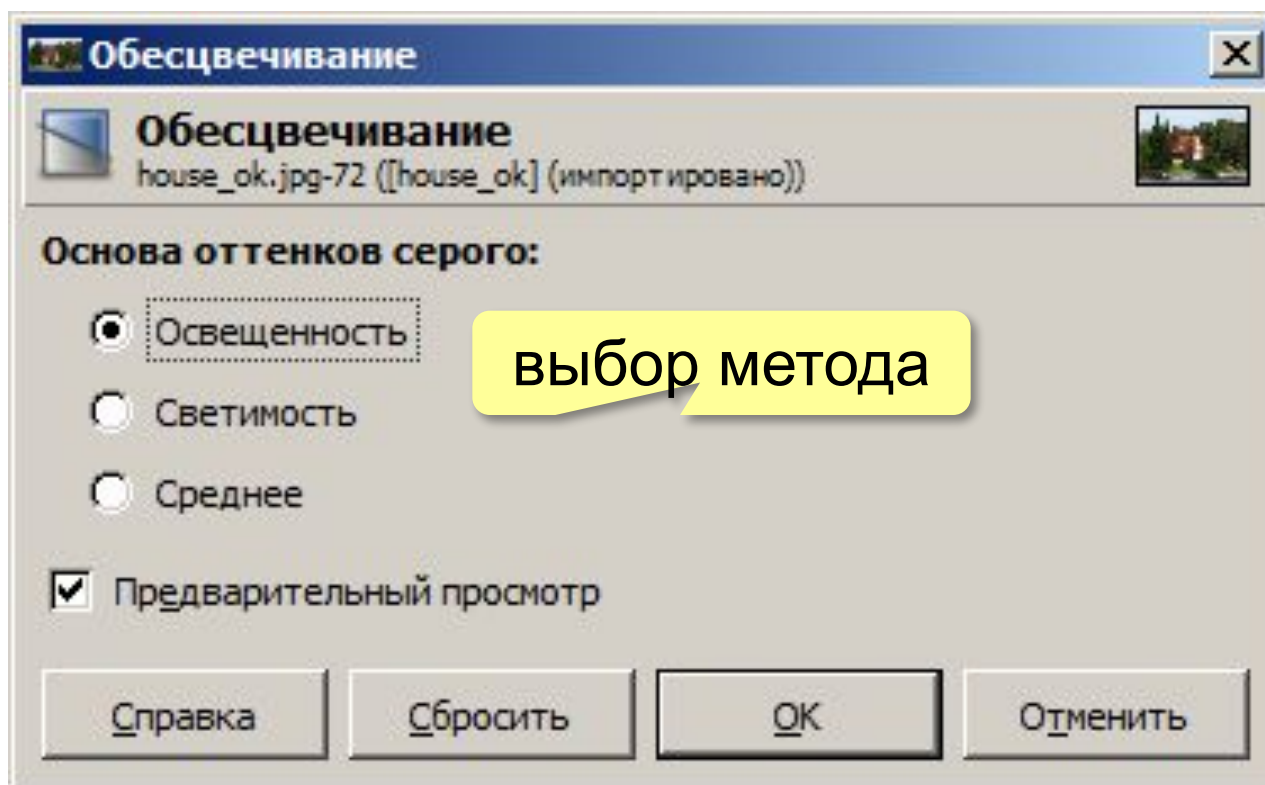 Обесцвечивание
Обесцвечивание
house_ok.jpg-72 ([house_ok] (импортировано))
Основа оттенков серого:
Освещенность
выбор метода
Светимость
Среднее
Предварительный просмотр
Справка Сбросить OK Отменить